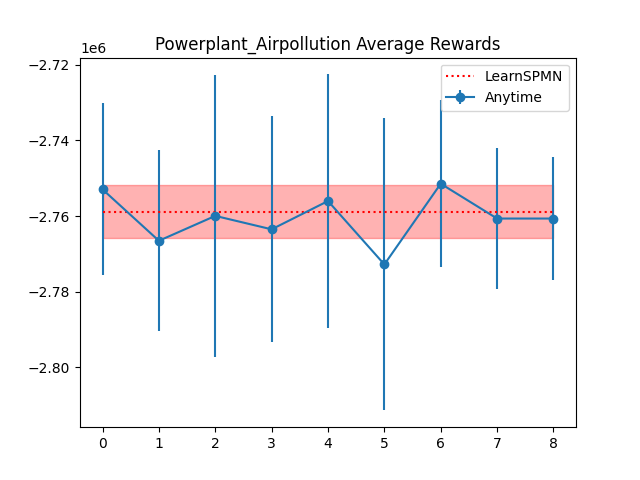 Powerplant_Airpollution Average Rewards
1e6
LearnSPMN
Anytime
−2.72
−2.74
−2.76
−2.78
−2.80
0 1 2 3 4 5 6 7 8